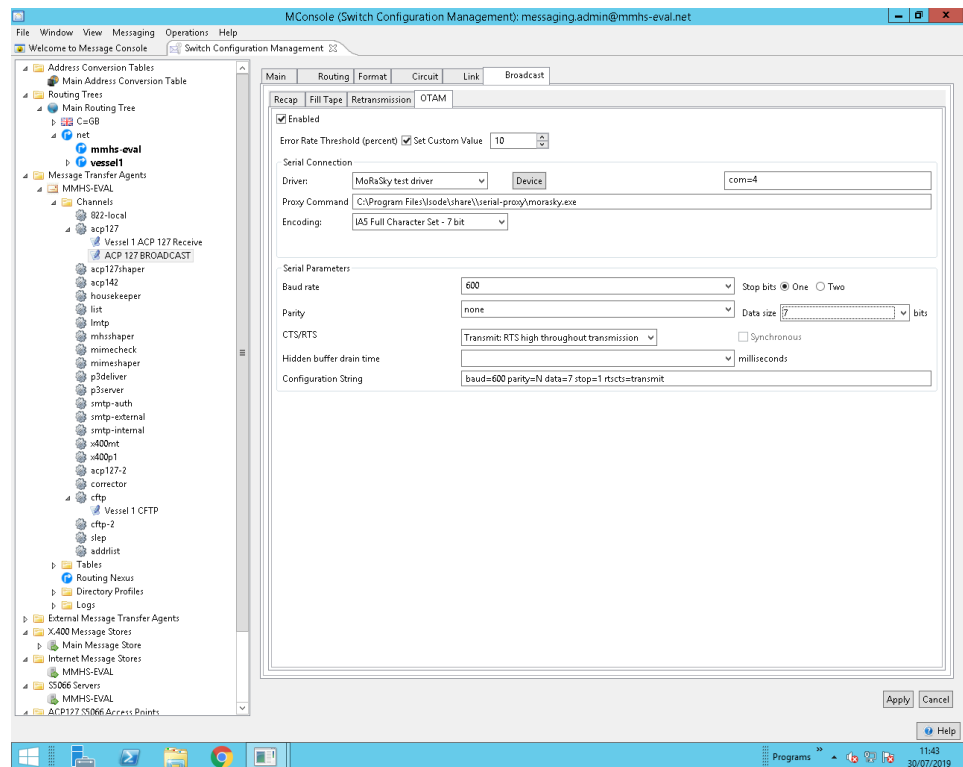 MConsole (Switch Configuration Management): messaging.admin@mmhs-eval.net
File Window View Messaging Operations Help
Welcome to Message Console Switch Configuration Management
Address Conversion Tables
Main Address Conversion Table
Routing Trees
Main Routing Tree
C=GB
net
mmhs-eval
vessel1
Message Transfer Agents
MMHS-EVAL
Channels
822-local
acp127
Vessel 1 ACP 127 Receive
ACP 127 BROADCAST
acp127shaper
acp142
housekeeper
list
lmtp
mhsshaper
mimecheck
mimeshaper
p3deliver
p3server
smtp-auth
smtp-external
smtp-internal
x400mt
x400p1
acp127-2
corrector
cftp
Vessel 1 CFTP
cftp-2
slep
addrlist
Tables
Routing Nexus
Directory Profiles
Logs
External Message Transfer Agents
X.400 Message Stores
Main Message Store
Internet Message Stores
MMHS-EVAL
S5066 Servers
MMHS-EVAL
ACP127 S5066 Access Points
Main Routing Format Circuit Link Broadcast
Recap Fill Tape Retransmission OTAM
Enabled
Error Rate Threshold (percent) Set Custom Value 10
Serial Connection
Driver: MoRaSky test driver Device com=4
Proxy Command C:\Program Files\Isode\share\\serial-proxy\morasky.exe
Encoding: IA5 Full Character Set - 7 bit
Serial Parameters
Baud rate 600 Stop bits One Two
Parity none Data size 7 bits
CTS/RTS Transmit: RTS high throughout transmission Synchronous
Hidden buffer drain time milliseconds
Configuration String baud=600 parity=N data=7 stop=1 rtscts=transmit
Apply Cancel
Help
Programs 11:43
30/07/2019